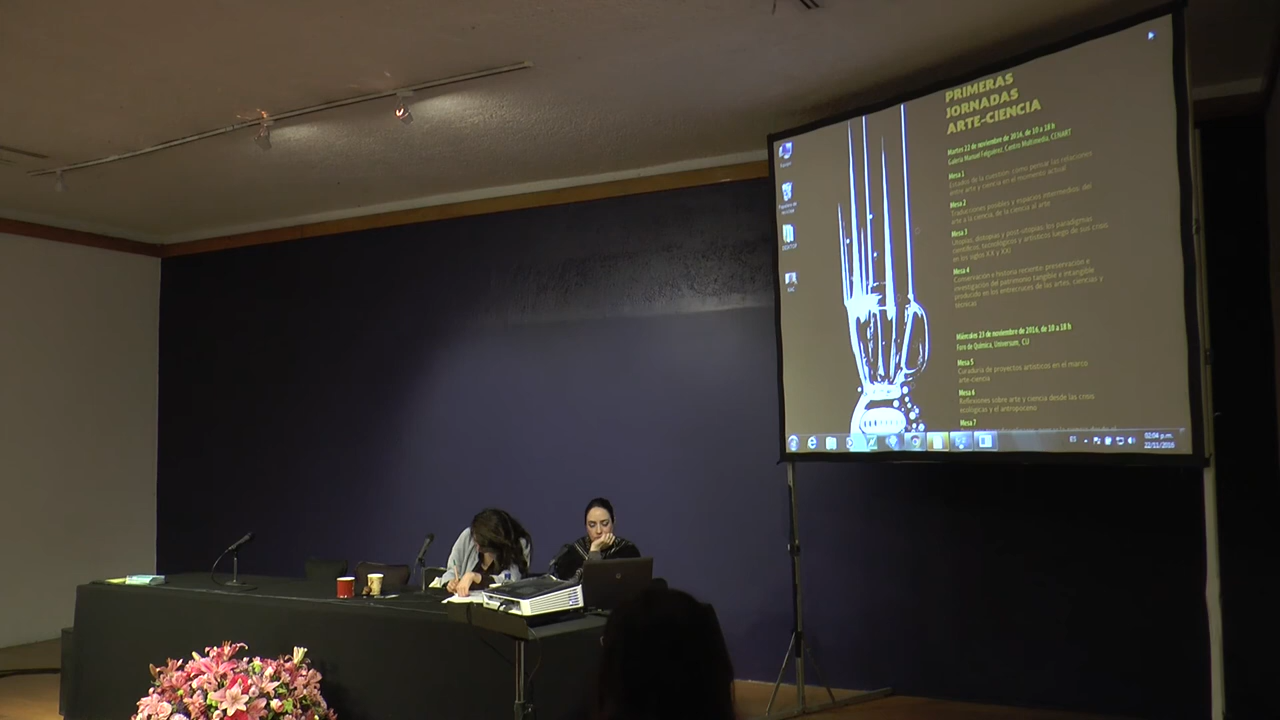 PRIMERAS
JORNADAS
ARTE-CIENCIA
Martes 22 de noviembre de 2016, de 10 a 18 h
Galería Manuel Felguérez, Centro Multimedia, CENART
Mesa 1
Estados de la cuestión: cómo pensar las relaciones
entre arte y ciencia en el momento actual
Mesa 2
Traducciones posibles y espacios intermedios del
arte a la ciencia, de la ciencia al arte
Mesa 3
Utopías, distopías y post-utopías: los paradigmas
científicos, tecnológicos y artísticos luego de sus crisis
en los siglos XX y XXI
Mesa 4
Conservación e historia reciente: preservación e
investigación del patrimonio tangible e intangible
producido en los entrecruces de las artes, ciencias y
técnicas
Miércoles 23 de noviembre de 2016, de 10 a 18 h
Foro de Química, Universum, CU
Mesa 5
Curaduría de proyectos artísticos en el marco
arte-ciencia
Mesa 6
Reflexiones sobre arte y ciencia desde las crisis
ecológicas y el antropoceno
Mesa 7
ES
02:04 p.m.
22/11/2016